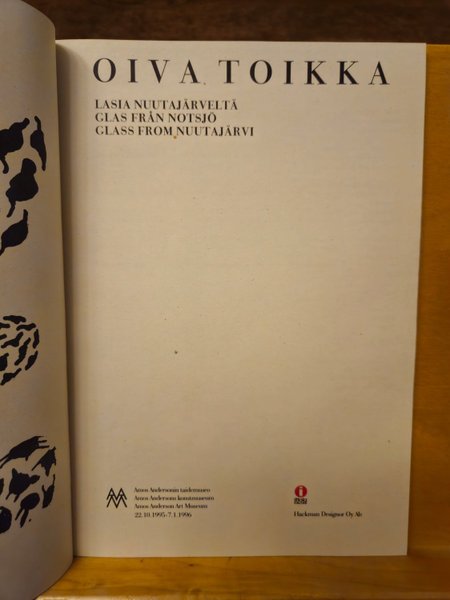 OIVA TOIKKA
LASIA NUUTAJÄRVELTÄ
GLAS FRÅN NOTSJÖ
GLASS FROM NUUTAJÄRVI
Amos Andersonin taidemuseo
Amos Andersons konstmuseum
Amos Anderson Art Museum
22.10.1995-7.1.1996
i
Hackman Designor Oy Ab